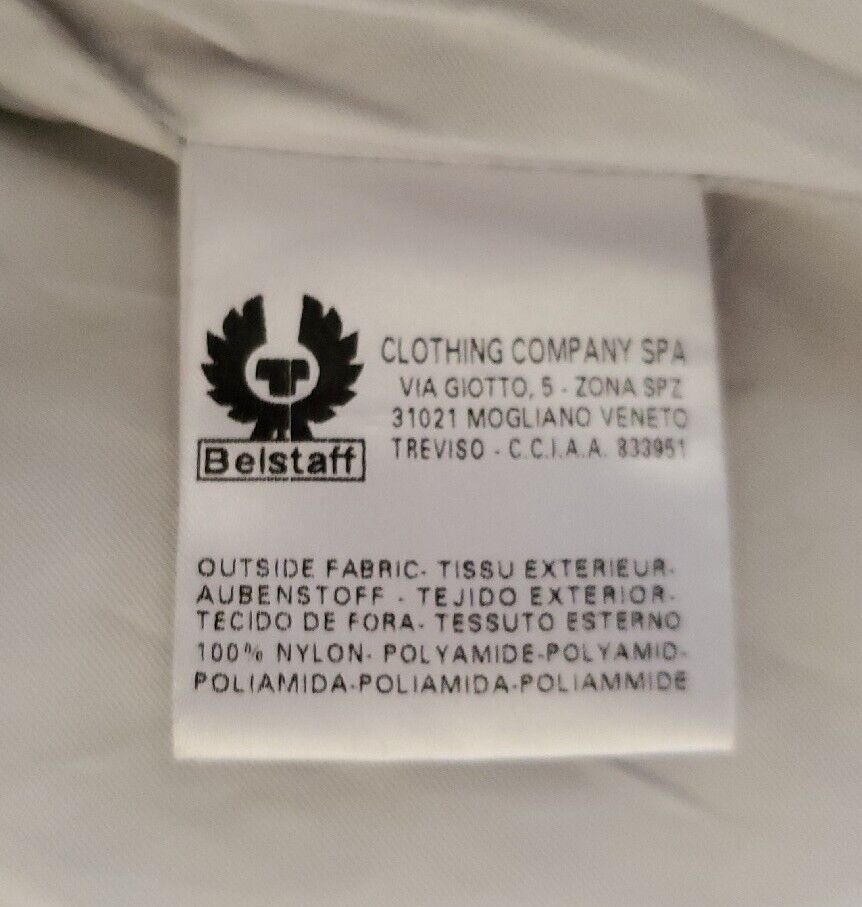 Belstaff
CLOTHING COMPANY SPA
VIA GIOTTO, 5 - ZONA SPZ
31021 MOGLIANO VENETO
TREVISO - C.C.I.A.A. 833951
OUTSIDE FABRIC- TISSU EXTERIEUR-
AUBENSTOFF - TEJIDO EXTERIOR-
TECIDO DE FORA- TESSUTO ESTERNO
100% NYLON- POLYAMIDE-POLYAMID-
POLIAMIDA-POLIAMIDA-POLIAMMIDE